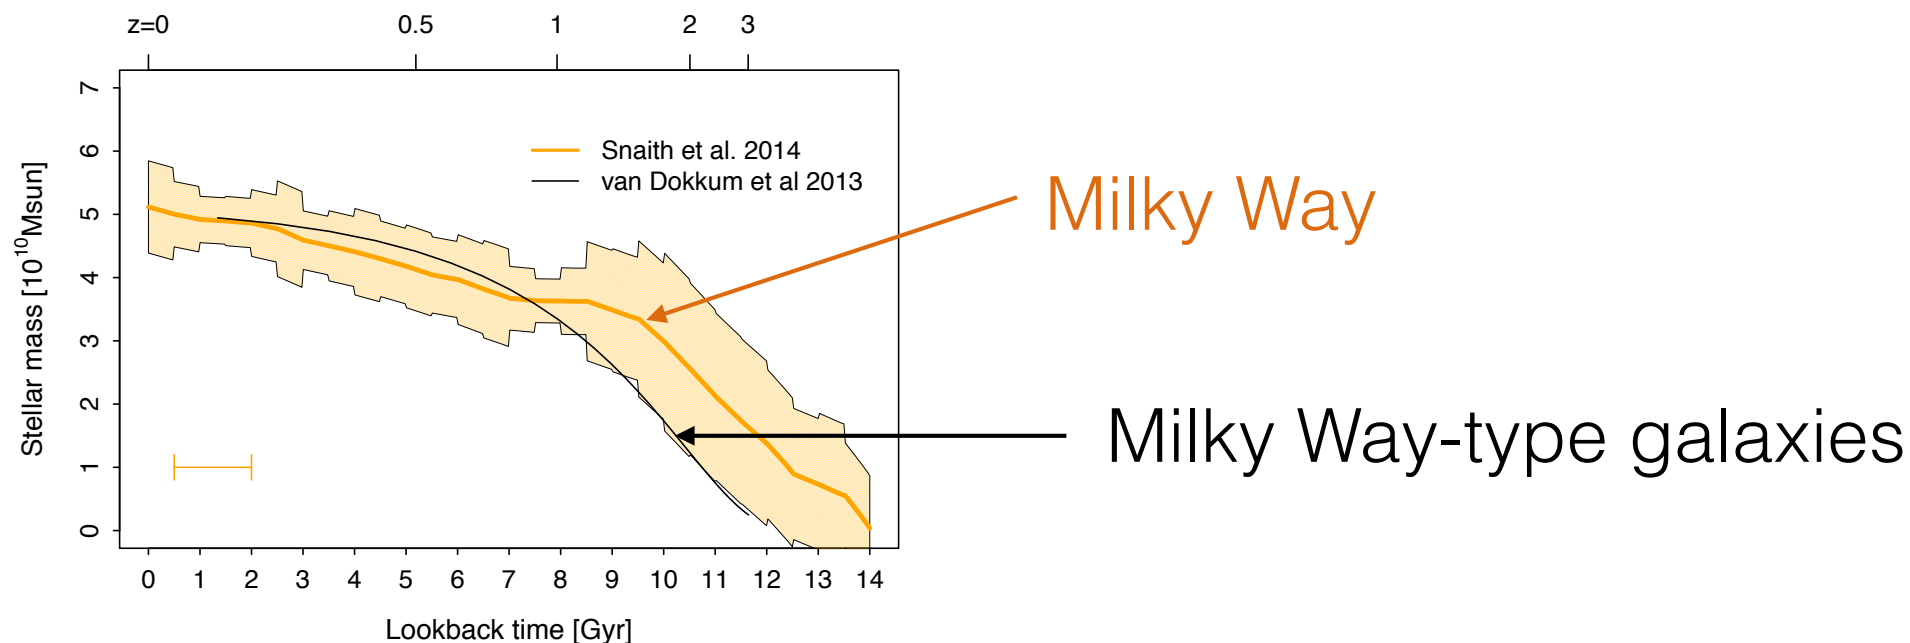 z=0 0.5 1 2 3
7
6
5
4
3
2
1
0
Stellar mass [10^10 Msun]
Snaith et al. 2014
van Dokkum et al 2013
Milky Way
Milky Way-type galaxies
0 1 2 3 4 5 6 7 8 9 10 11 12 13 14
Lookback time [Gyr]